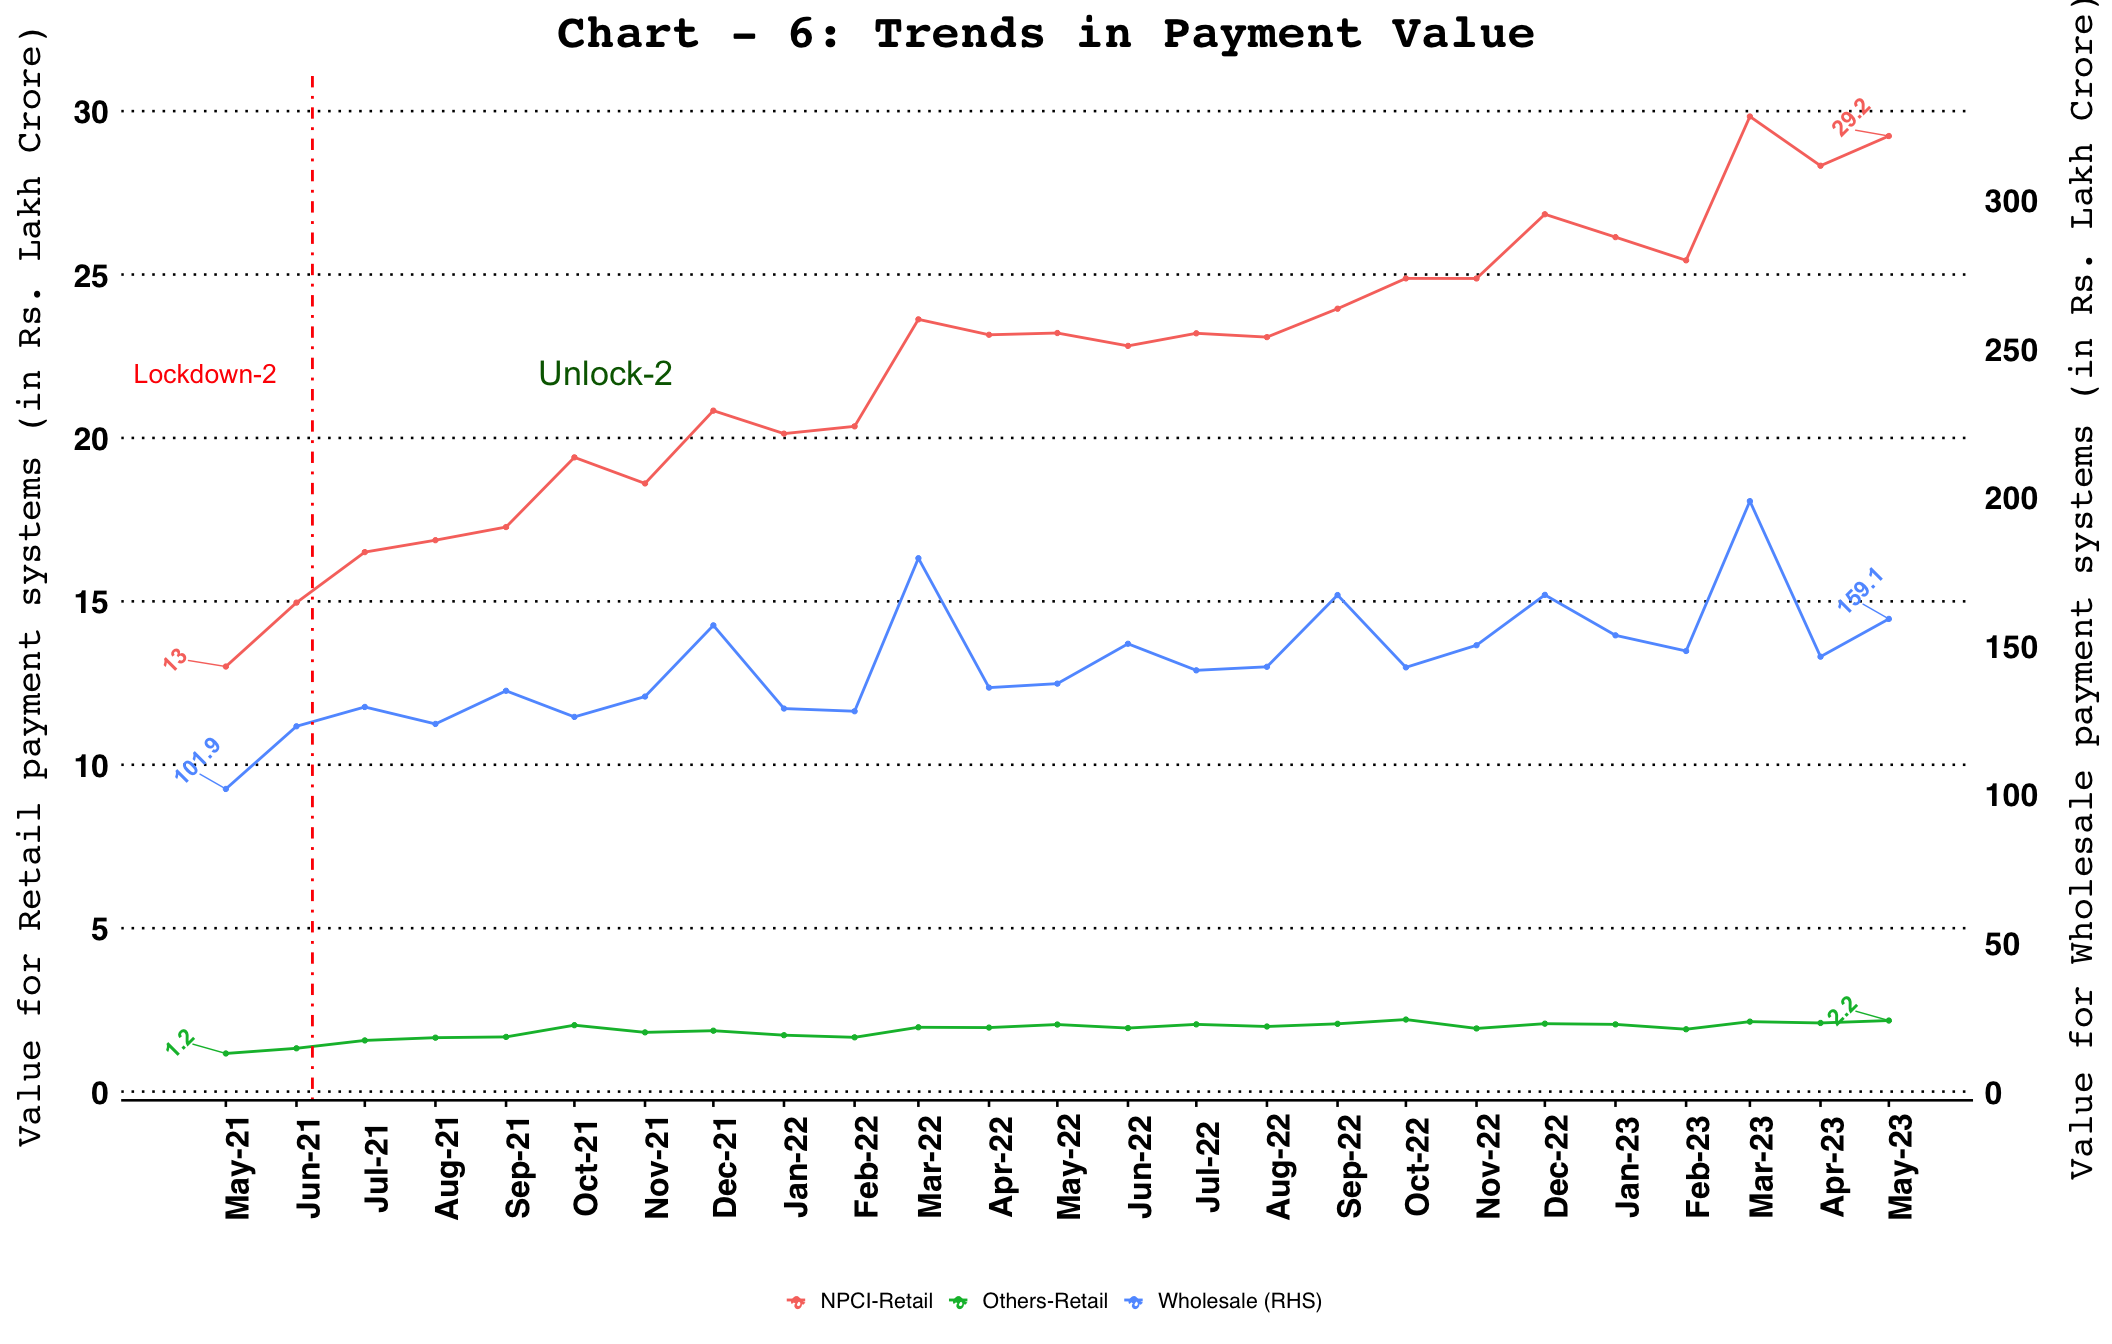 Chart – 6: Trends in Payment Value
Value for Retail payment systems (in Rs. Lakh Crore)
30
25
20
15
10
5
0
Lockdown-2
Unlock-2
13
101.9
1.2
29.2
159.1
2.2
300
250
200
150
100
50
0
Value for Wholesale payment systems (in Rs. Lakh Crore)
May-21
Jun-21
Jul-21
Aug-21
Sep-21
Oct-21
Nov-21
Dec-21
Jan-22
Feb-22
Mar-22
Apr-22
May-22
Jun-22
Jul-22
Aug-22
Sep-22
Oct-22
Nov-22
Dec-22
Jan-23
Feb-23
Mar-23
Apr-23
May-23
NPCI-Retail Others-Retail Wholesale (RHS)